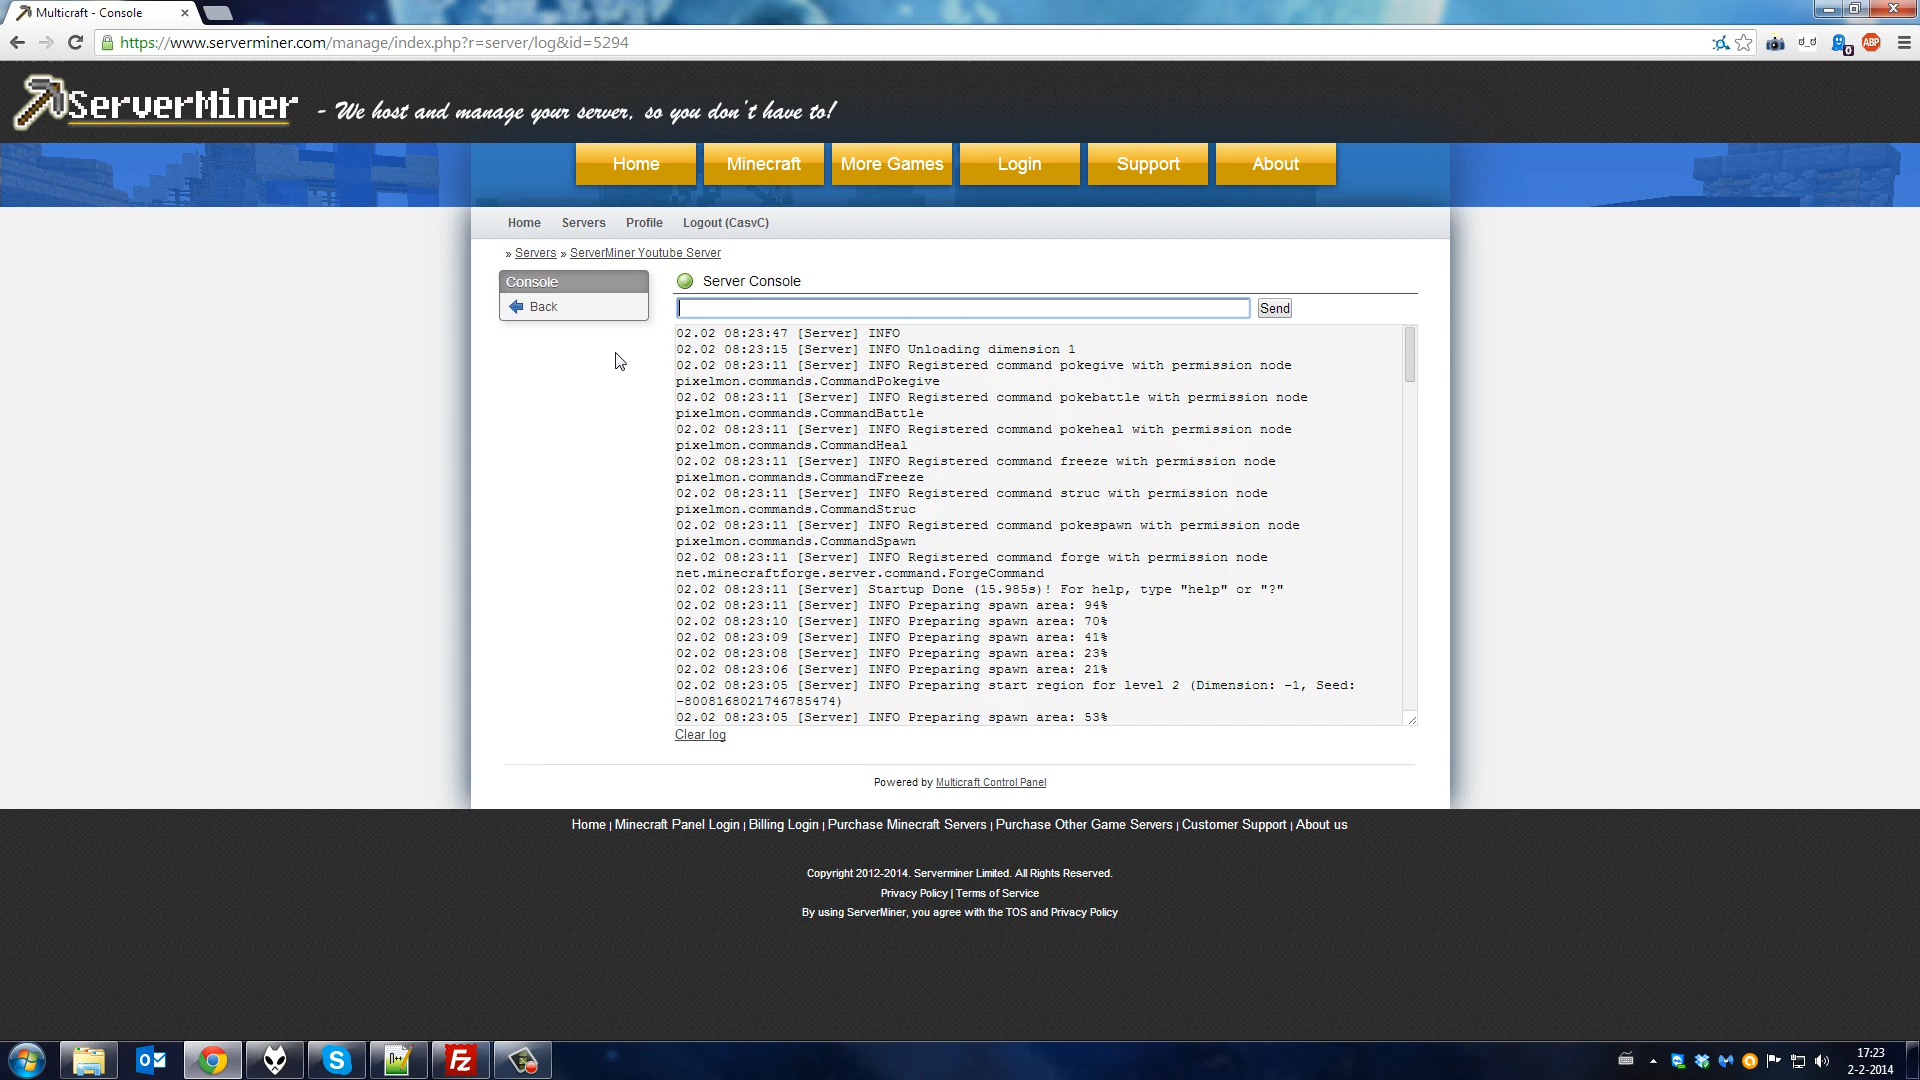 Multicraft - Console
https://www.serverminer.com/manage/index.php?r=server/log&id=5294
ServerMiner - We host and manage your server, so you don't have to!
Home Minecraft More Games Login Support About
Home Servers Profile Logout (CasvC)
» Servers » ServerMiner Youtube Server
Console
Back
Server Console
Send
02.02 08:23:47 [Server] INFO
02.02 08:23:15 [Server] INFO Unloading dimension 1
02.02 08:23:11 [Server] INFO Registered command pokegive with permission node
pixelmon.commands.CommandPokegive
02.02 08:23:11 [Server] INFO Registered command pokebattle with permission node
pixelmon.commands.CommandBattle
02.02 08:23:11 [Server] INFO Registered command pokeheal with permission node
pixelmon.commands.CommandHeal
02.02 08:23:11 [Server] INFO Registered command freeze with permission node
pixelmon.commands.CommandFreeze
02.02 08:23:11 [Server] INFO Registered command struc with permission node
pixelmon.commands.CommandStruc
02.02 08:23:11 [Server] INFO Registered command pokespawn with permission node
pixelmon.commands.CommandSpawn
02.02 08:23:11 [Server] INFO Registered command forge with permission node
net.minecraftforge.server.command.ForgeCommand
02.02 08:23:11 [Server] Startup Done (15.985s)! For help, type "help" or "?"
02.02 08:23:11 [Server] INFO Preparing spawn area: 94%
02.02 08:23:10 [Server] INFO Preparing spawn area: 70%
02.02 08:23:09 [Server] INFO Preparing spawn area: 41%
02.02 08:23:08 [Server] INFO Preparing spawn area: 23%
02.02 08:23:06 [Server] INFO Preparing spawn area: 21%
02.02 08:23:05 [Server] INFO Preparing start region for level 2 (Dimension: -1, Seed:
-8008168021746785474)
02.02 08:23:05 [Server] INFO Preparing spawn area: 53%
Clear log
Powered by Multicraft Control Panel
Home | Minecraft Panel Login | Billing Login | Purchase Minecraft Servers | Purchase Other Game Servers | Customer Support | About us
Copyright 2012-2014. Serverminer Limited. All Rights Reserved.
Privacy Policy | Terms of Service
By using ServerMiner, you agree with the TOS and Privacy Policy
17:23
2-2-2014